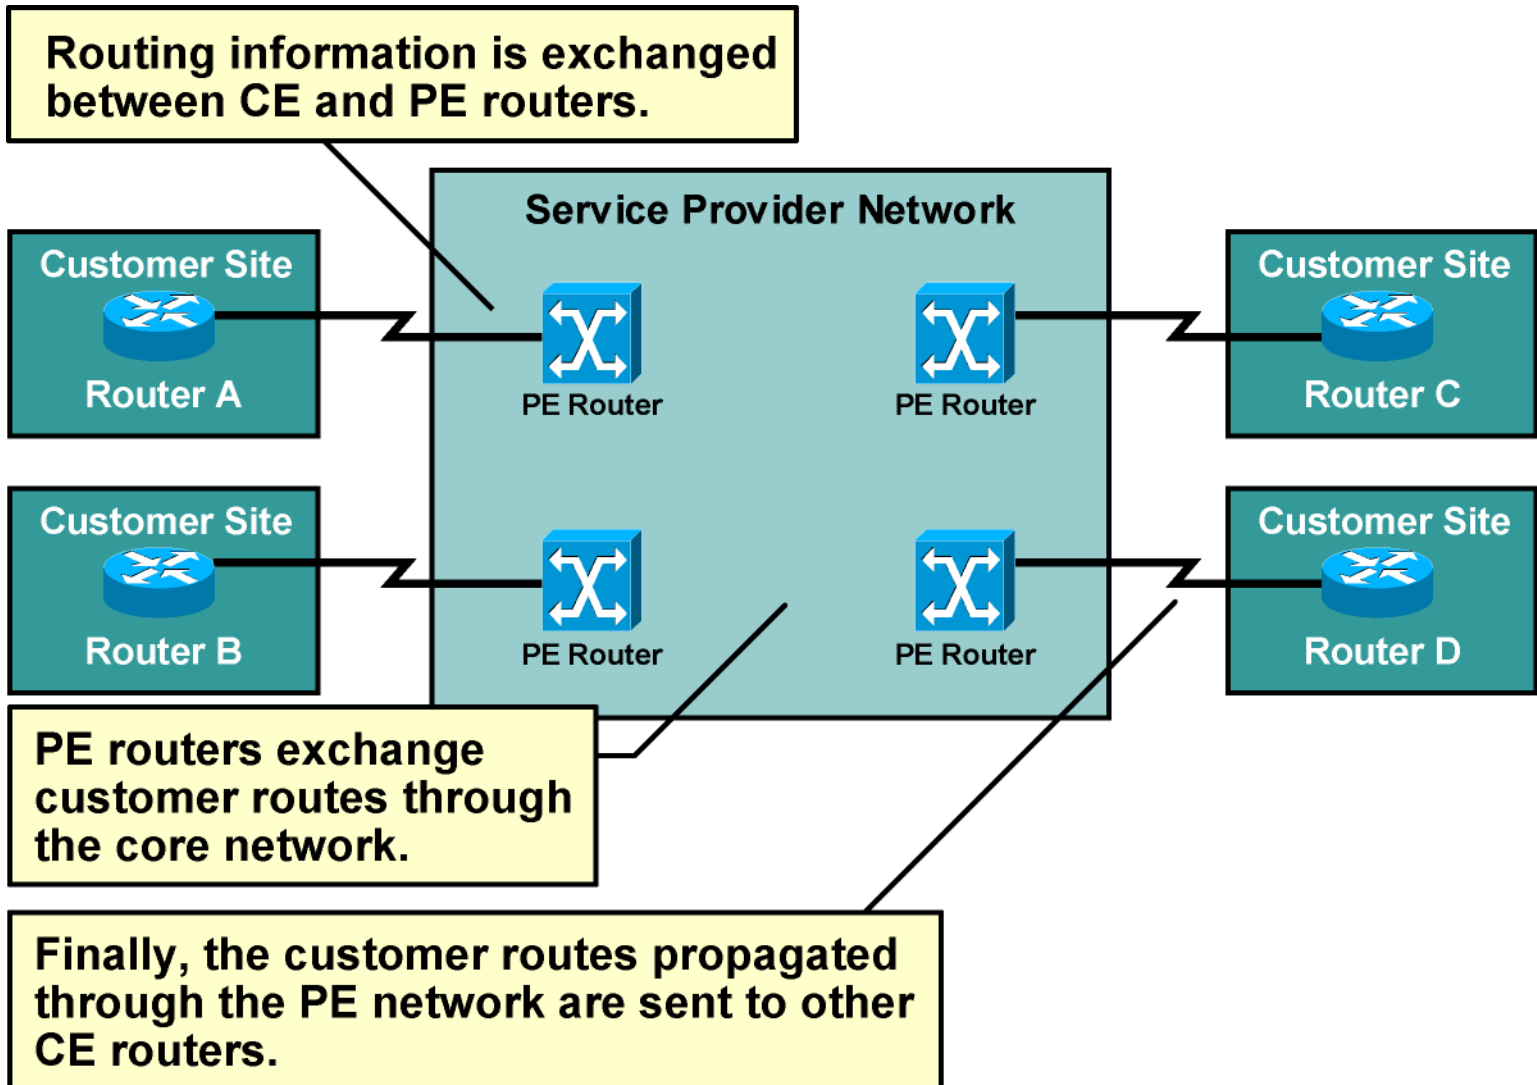 Routing information is exchanged
between CE and PE routers.
Service Provider Network
Customer Site
Router A
PE Router
PE Router
Customer Site
Router C
Customer Site
Router B
PE Router
PE Router
Customer Site
Router D
PE routers exchange
customer routes through
the core network.
Finally, the customer routes propagated
through the PE network are sent to other
CE routers.